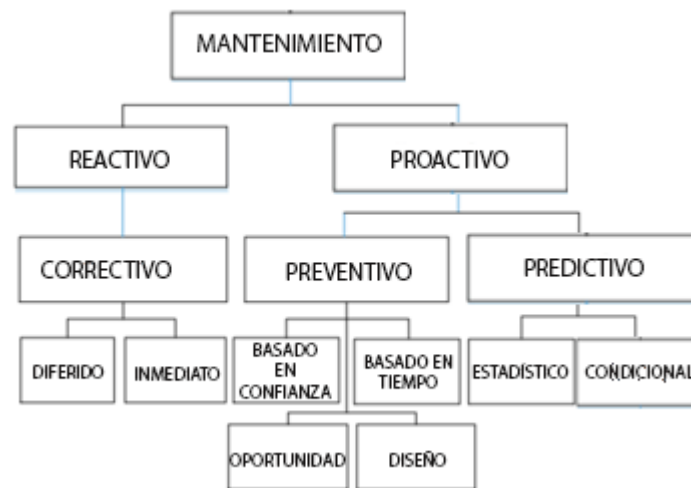 MANTENIMIENTO
REACTIVO
PROACTIVO
CORRECTIVO
PREVENTIVO
PREDICTIVO
DIFERIDO
INMEDIATO
BASADO
EN
CONFIANZA
BASADO EN
TIEMPO
ESTADÍSTICO
CONDICIONAL
OPORTUNIDAD
DISEÑO